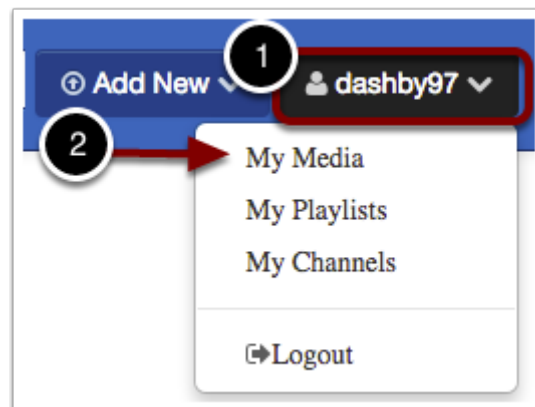 1
Add New dashby97
2
My Media
My Playlists
My Channels
Logout